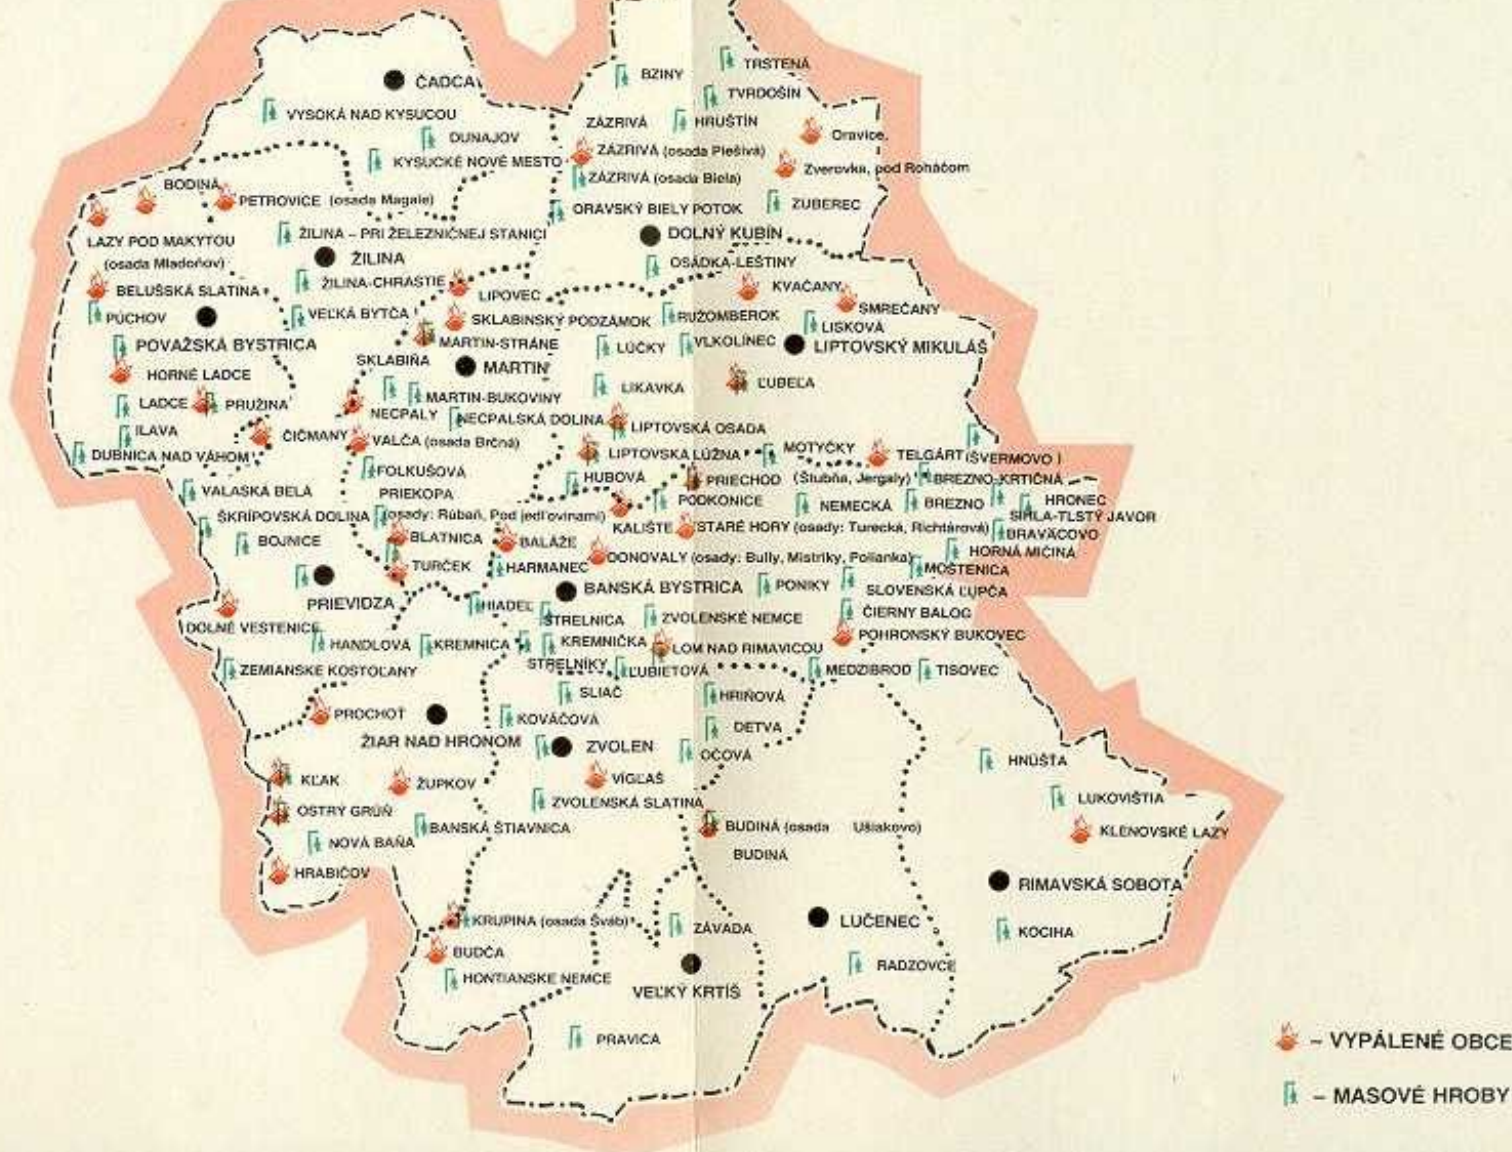 BZINY
TRSTENÁ
ČADCA
TVRDOŠÍN
VYSOKÁ NAD KYSUCOU
ZÁZRIVÁ
HRUŠTÍN
DUNAJOV
Oravice,
KYSUCKÉ NOVÉ MESTO
ZÁZRIVÁ (osada Plešivá)
Zverovka, pod Roháčom
ZÁZRIVÁ (osada Biela)
BODINÁ
PETROVICE (osada Magale)
ORAVSKÝ BIELY POTOK
ZUBEREC
LAZY POD MAKYTOU
(osada Mladoňov)
ŽILINA – PRI ŽELEZNIČNEJ STANICI
DOLNÝ KUBÍN
ŽILINA
OSÁDKA-LEŠTINY
BELUŠSKÁ SLATINA
ŽILINA-CHRASTIE
LIPOVEC
KVAČANY
SMREČANY
PÚCHOV
VEĽKÁ BYTČA
SKLABINSKÝ PODZÁMOK
RUŽOMBEROK
LISKOVÁ
POVAŽSKÁ BYSTRICA
MARTIN-STRÁNE
LÚČKY
VLKOLÍNEC
LIPTOVSKÝ MIKULÁŠ
SKLABIŇA
MARTIN
HORNÉ LADCE
LIKAVKA
ĽUBEĽA
LADCE
PRUŽINA
MARTIN-BUKOVINY
NECPALY
NECPALSKÁ DOLINA
LIPTOVSKÁ OSADA
ILAVA
ČIČMANY
VALČA (osada Brčná)
DUBNICA NAD VÁHOM
LIPTOVSKÁ LÚŽNA
MOTYČKY
TELGÁRT (ŠVERMOVO)
FOLKUŠOVÁ
HUBOVÁ
PRIECHOD
(Štubňa, Jergaly)
BREZNO-KRTIČNÁ
VALASKÁ BELÁ
PRIEKOPA
PODKONICE
NEMECKÁ
BREZNO
HRONEC
ŠKRÍPOVSKÁ DOLINA
(osady: Rúbaň, Pod jedľovinami)
SIHLA-TLSTÝ JAVOR
KALIŠTE
STARÉ HORY (osady: Turecká, Richtárová)
BRAVÄCOVO
BOJNICE
BLATNICA
BALÁŽE
HORNÁ MIČINÁ
DONOVALY (osady: Bully, Mistríky, Polianka)
TURČEK
HARMANEC
MOŠTENICA
PRIEVIDZA
BANSKÁ BYSTRICA
PONIKY
SLOVENSKÁ ĽUPČA
HIADEĽ
STRELNICA
ZVOLENSKÉ NEMCE
ČIERNY BALOG
DOLNÉ VESTENICE
POHRONSKÝ BUKOVEC
HANDLOVÁ
KREMNICA
KREMNIČKA
LOM NAD RIMAVICOU
ZEMIANSKE KOSTOĽANY
STRELNÍKY
ĽUBIETOVÁ
MEDZIBROD
TISOVEC
SLIAČ
HRIŇOVÁ
PROCHOŤ
KOVÁČOVÁ
DETVA
ŽIAR NAD HRONOM
ZVOLEN
OČOVÁ
HNÚŠŤA
KĽAK
ŽUPKOV
VIGĽAŠ
OSTRÝ GRÚŇ
ZVOLENSKÁ SLATINA
LUKOVIŠTIA
BANSKÁ ŠTIAVNICA
BUDINÁ (osada Ušiakovo)
KLENOVSKÉ LAZY
NOVÁ BAŇA
BUDINÁ
HRABIČOV
RIMAVSKÁ SOBOTA
KRUPINA (osada Šváb)
ZÁVADA
LUČENEC
KOCIHA
BUDČA
RADZOVCE
HONTIANSKE NEMCE
VEĽKÝ KRTÍŠ
PRAVICA
– VYPÁLENÉ OBCE
– MASOVÉ HROBY